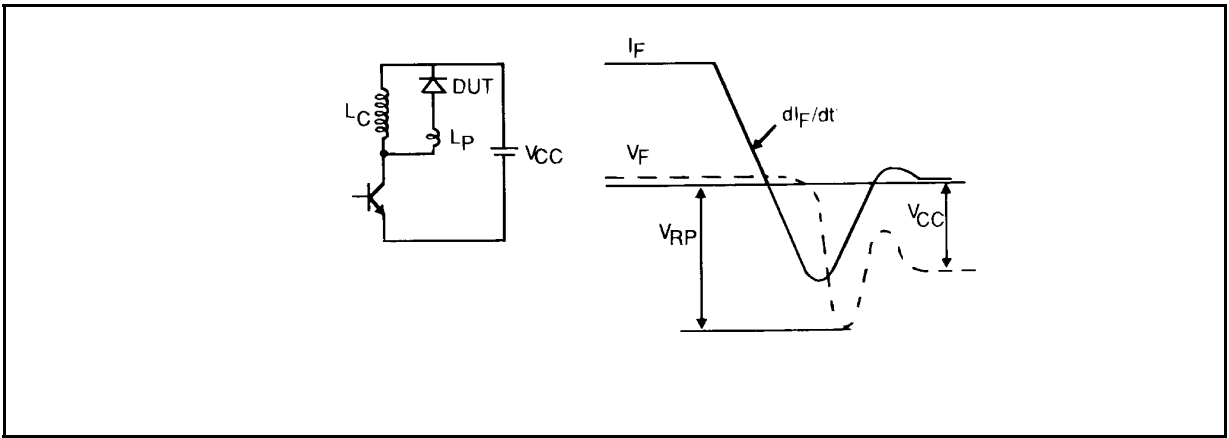 DUT
LC
LP
VCC
IF
dIF/dt
VF
VRP
VCC